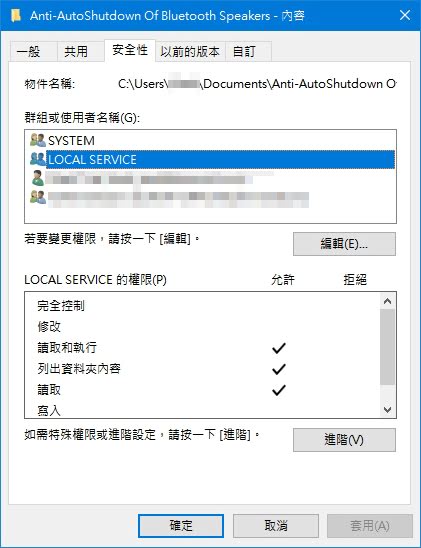 Anti-AutoShutdown Of Bluetooth Speakers - 內容
一般 共用 安全性 以前的版本 自訂
物件名稱: C:\Users\ \Documents\Anti-AutoShutdown Of
群組或使用者名稱(G):
SYSTEM
LOCAL SERVICE
若要變更權限，請按一下 [編輯]。
編輯(E)...
LOCAL SERVICE 的權限(P) 允許 拒絕
完全控制
修改
讀取和執行
列出資料夾內容
讀取
寫入
如需特殊權限或進階設定，請按一下 [進階]。
進階(V)
確定 取消 套用(A)